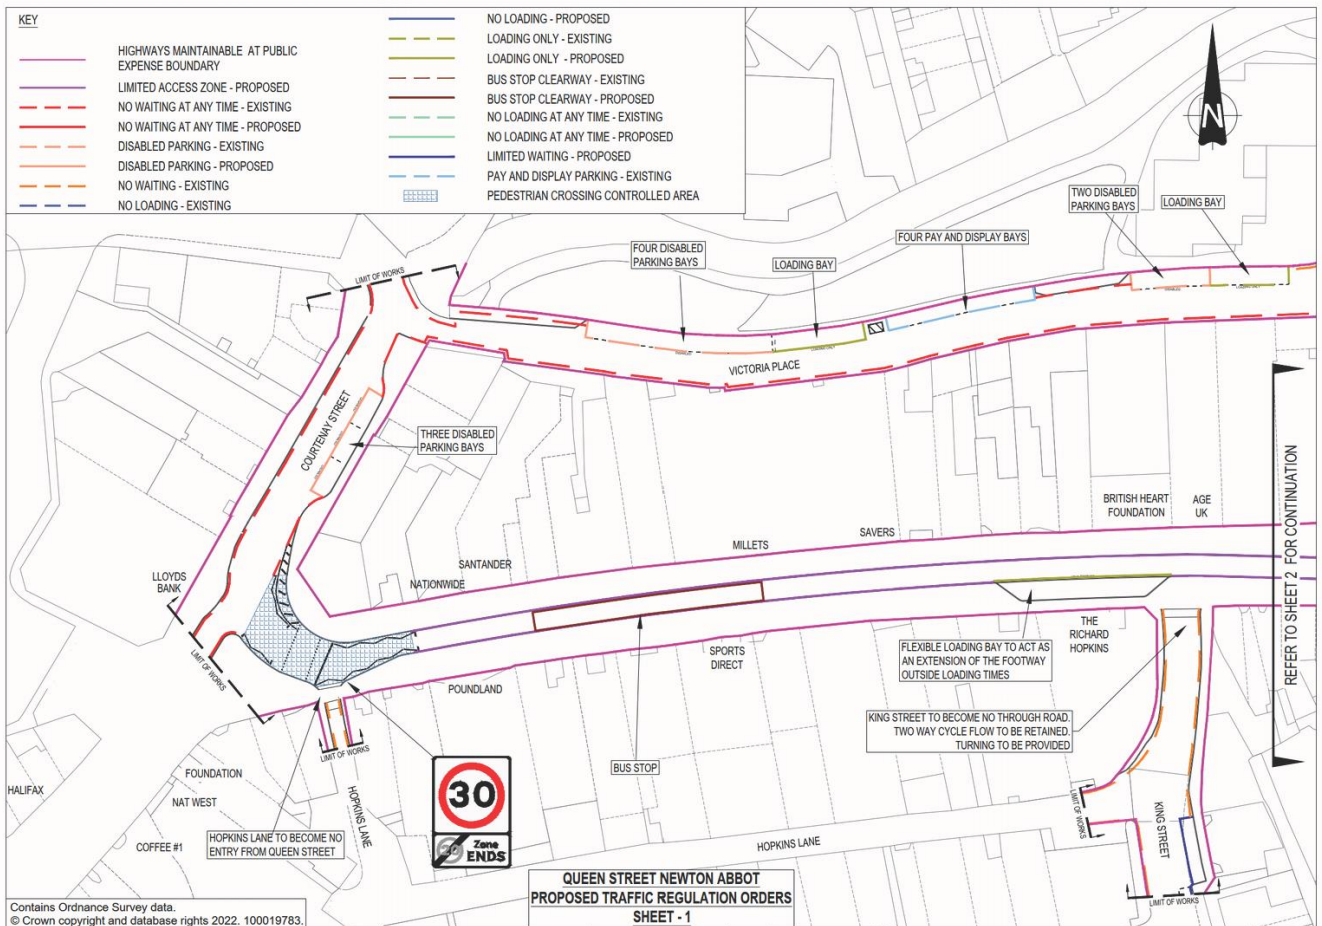 KEY
HIGHWAYS MAINTAINABLE AT PUBLIC
EXPENSE BOUNDARY
LIMITED ACCESS ZONE - PROPOSED
NO WAITING AT ANY TIME - EXISTING
NO WAITING AT ANY TIME - PROPOSED
DISABLED PARKING - EXISTING
DISABLED PARKING - PROPOSED
NO WAITING - EXISTING
NO LOADING - EXISTING
NO LOADING - PROPOSED
LOADING ONLY - EXISTING
LOADING ONLY - PROPOSED
BUS STOP CLEARWAY - EXISTING
BUS STOP CLEARWAY - PROPOSED
NO LOADING AT ANY TIME - EXISTING
NO LOADING AT ANY TIME - PROPOSED
LIMITED WAITING - PROPOSED
PAY AND DISPLAY PARKING - EXISTING
PEDESTRIAN CROSSING CONTROLLED AREA
N
TWO DISABLED
PARKING BAYS
LOADING BAY
FOUR PAY AND DISPLAY BAYS
FOUR DISABLED
PARKING BAYS
LOADING BAY
LIMIT OF WORKS
VICTORIA PLACE
COURTENAY STREET
THREE DISABLED
PARKING BAYS
REFER TO SHEET 2 FOR CONTINUATION
BRITISH HEART
FOUNDATION
AGE
UK
SAVERS
MILLETS
SANTANDER
NATIONWIDE
LLOYDS
BANK
LIMIT OF WORKS
THE
RICHARD
HOPKINS
FLEXIBLE LOADING BAY TO ACT AS
AN EXTENSION OF THE FOOTWAY
OUTSIDE LOADING TIMES
SPORTS
DIRECT
POUNDLAND
KING STREET TO BECOME NO THROUGH ROAD.
TWO WAY CYCLE FLOW TO BE RETAINED.
TURNING TO BE PROVIDED
LIMIT OF WORKS
BUS STOP
FOUNDATION
HALIFAX
NAT WEST
COFFEE #1
HOPKINS LANE
HOPKINS LANE TO BECOME NO
ENTRY FROM QUEEN STREET
30
20
Zone
ENDS
LIMIT OF WORKS
KING STREET
HOPKINS LANE
LIMIT OF WORKS
QUEEN STREET NEWTON ABBOT
PROPOSED TRAFFIC REGULATION ORDERS
SHEET - 1
Contains Ordnance Survey data.
© Crown copyright and database rights 2022. 100019783.